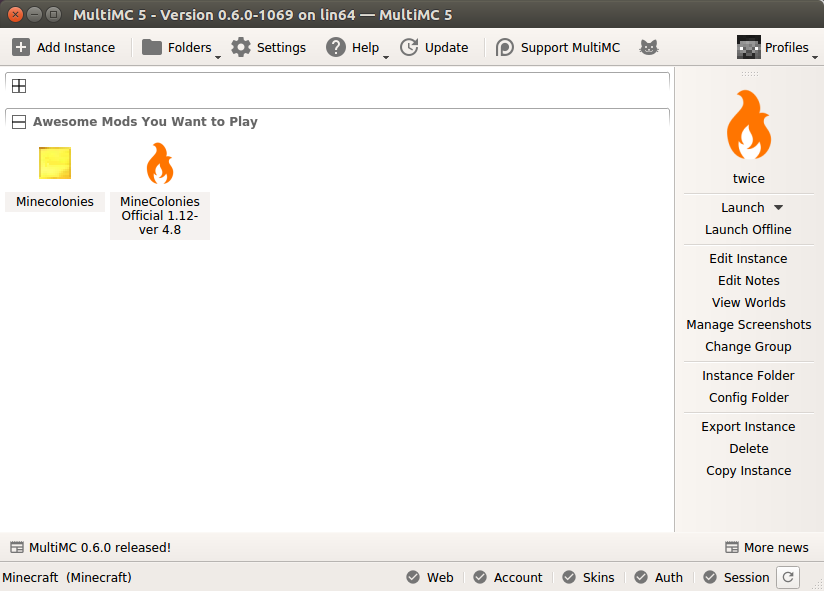 MultiMC 5 - Version 0.6.0-1069 on lin64 — MultiMC 5
Add Instance Folders Settings Help Update Support MultiMC Profiles
Awesome Mods You Want to Play
Minecolonies
MineColonies
Official 1.12-
ver 4.8
twice
Launch
Launch Offline
Edit Instance
Edit Notes
View Worlds
Manage Screenshots
Change Group
Instance Folder
Config Folder
Export Instance
Delete
Copy Instance
MultiMC 0.6.0 released! More news
Minecraft (Minecraft) Web Account Skins Auth Session